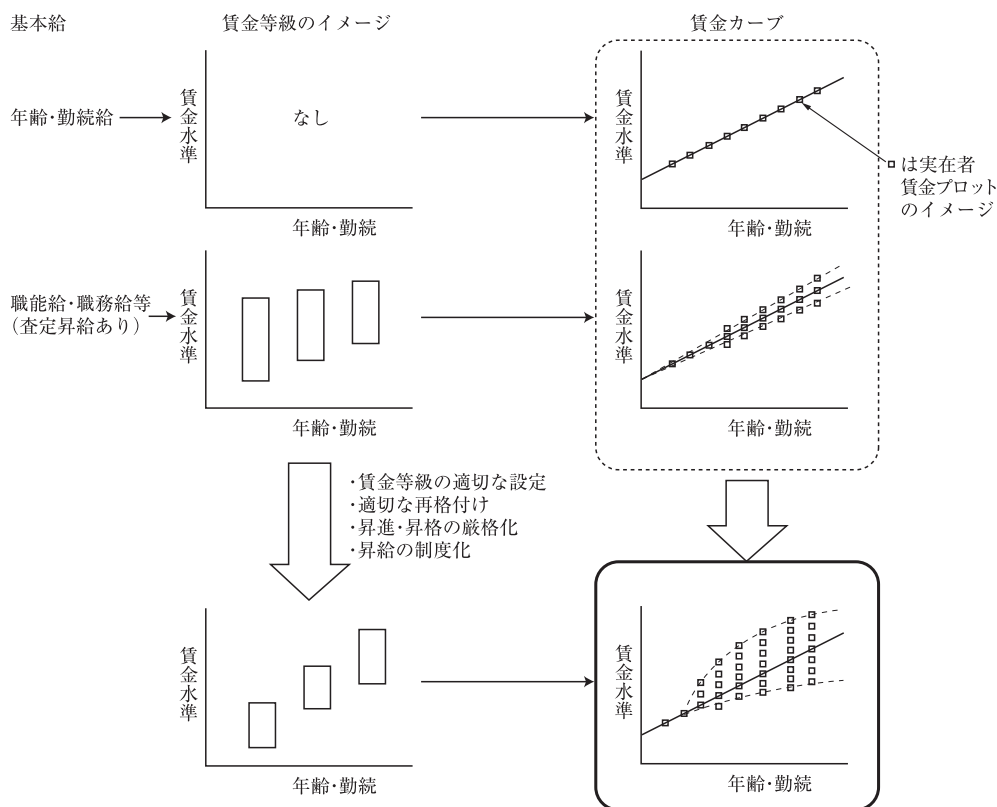 基本給
賃金等級のイメージ
賃金カーブ
年齢・勤続給
賃金水準
なし
年齢・勤続
賃金水準
年齢・勤続
は実在者
賃金プロット
のイメージ
職能給・職務給等
（査定昇給あり）
賃金水準
年齢・勤続
賃金水準
年齢・勤続
・賃金等級の適切な設定
・適切な再格付け
・昇進・昇格の厳格化
・昇給の制度化
賃金水準
年齢・勤続
賃金水準
年齢・勤続